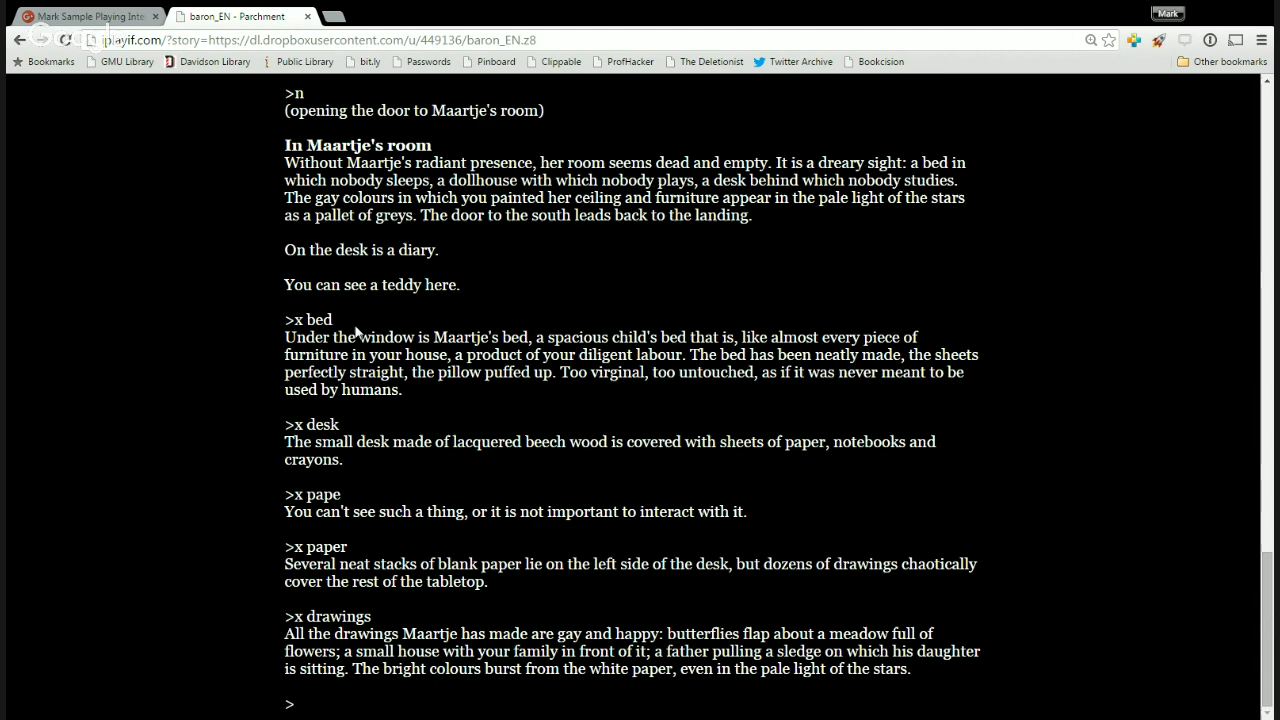 Mark Sample Playing Inte
baron_EN - Parchment
Mark
iplayif.com/?story=https://dl.dropboxusercontent.com/u/449136/baron_EN.z8
Bookmarks GMU Library Davidson Library Public Library bit.ly Passwords Pinboard Clippable ProfHacker The Deletionist Twitter Archive Bookcision Other bookmarks
>n
(opening the door to Maartje's room)
In Maartje's room
Without Maartje's radiant presence, her room seems dead and empty. It is a dreary sight: a bed in
which nobody sleeps, a dollhouse with which nobody plays, a desk behind which nobody studies.
The gay colours in which you painted her ceiling and furniture appear in the pale light of the stars
as a pallet of greys. The door to the south leads back to the landing.
On the desk is a diary.
You can see a teddy here.
>x bed
Under the window is Maartje's bed, a spacious child's bed that is, like almost every piece of
furniture in your house, a product of your diligent labour. The bed has been neatly made, the sheets
perfectly straight, the pillow puffed up. Too virginal, too untouched, as if it was never meant to be
used by humans.
>x desk
The small desk made of lacquered beech wood is covered with sheets of paper, notebooks and
crayons.
>x pape
You can't see such a thing, or it is not important to interact with it.
>x paper
Several neat stacks of blank paper lie on the left side of the desk, but dozens of drawings chaotically
cover the rest of the tabletop.
>x drawings
All the drawings Maartje has made are gay and happy: butterflies flap about a meadow full of
flowers; a small house with your family in front of it; a father pulling a sledge on which his daughter
is sitting. The bright colours burst from the white paper, even in the pale light of the stars.
>